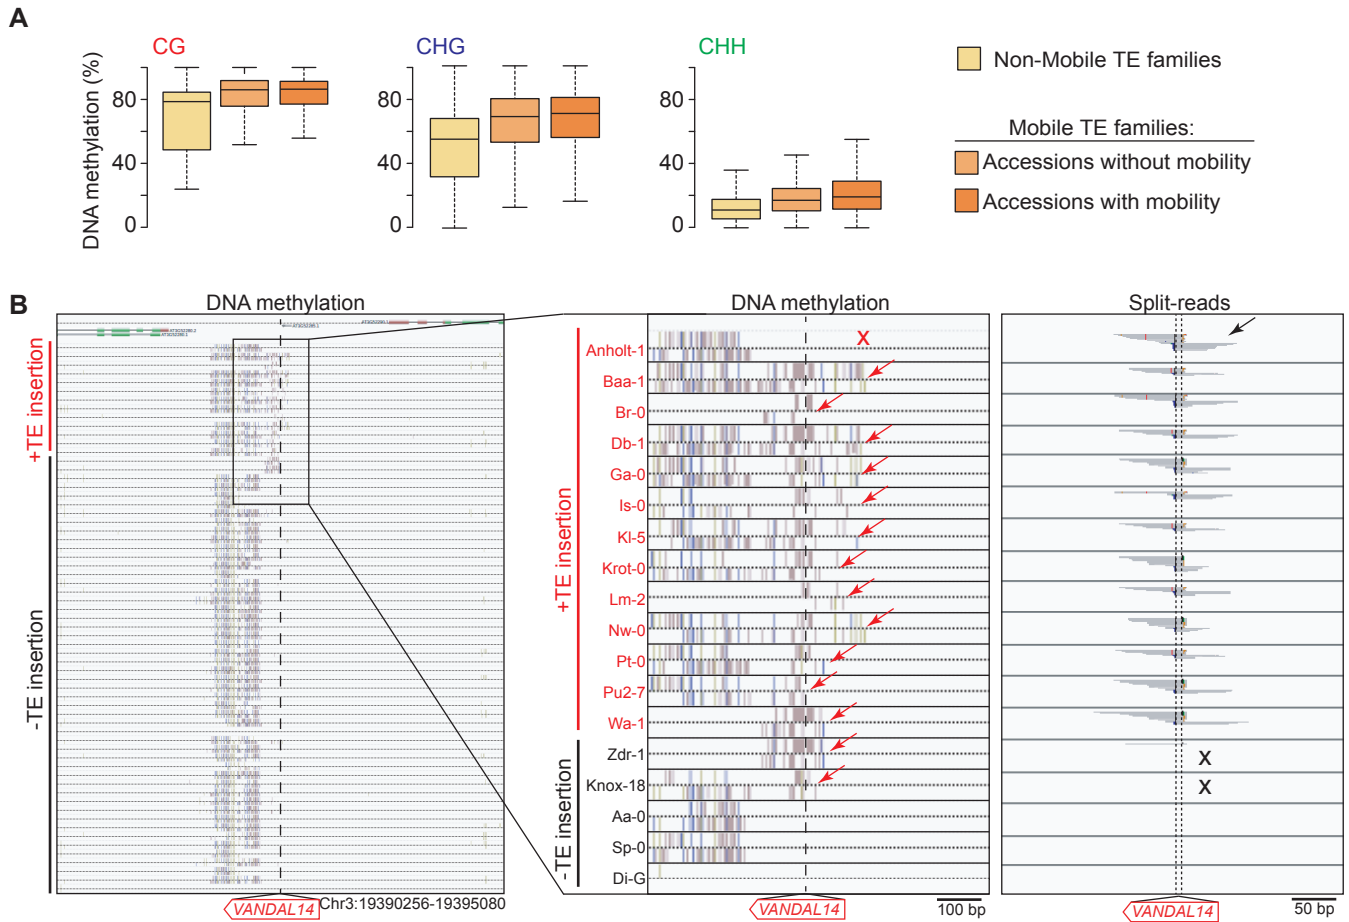 A
CG
CHG
CHH
DNA methylation (%)
80
40
0
80
40
0
80
40
0
Non-Mobile TE families
Mobile TE families:
Accessions without mobility
Accessions with mobility
B
DNA methylation
DNA methylation
Split-reads
+TE insertion
-TE insertion
+TE insertion
-TE insertion
Anholt-1
X
Baa-1
Br-0
Db-1
Ga-0
Is-0
Kl-5
Krot-0
Lm-2
Nw-0
Pt-0
Pu2-7
Wa-1
Zdr-1
X
Knox-18
X
Aa-0
Sp-0
Di-G
VANDAL14
Chr3:19390256-19395080
VANDAL14
100 bp
VANDAL14
50 bp